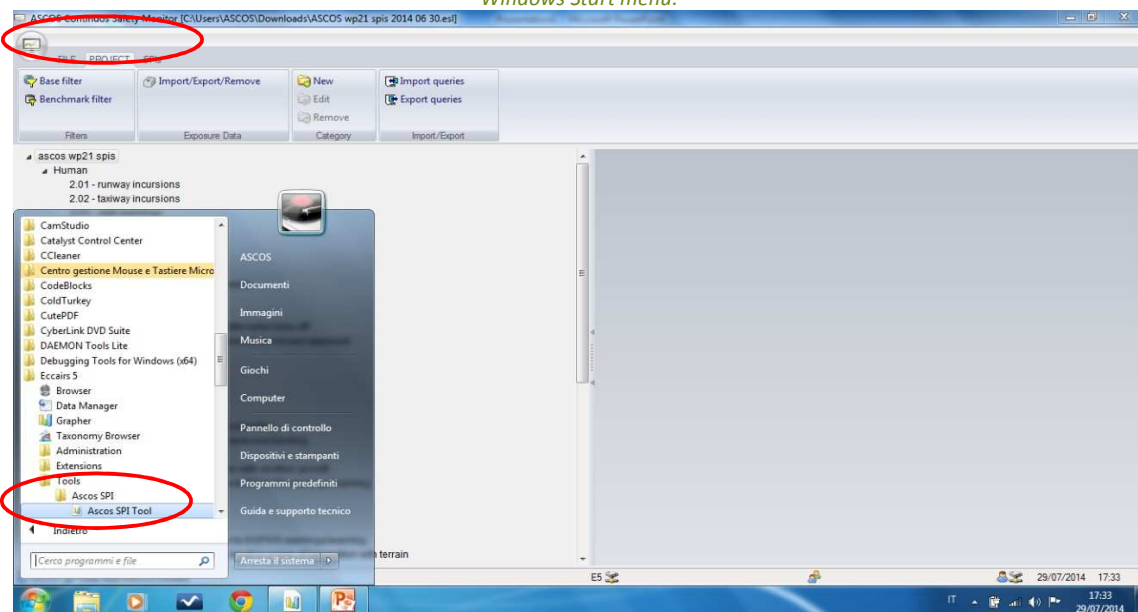 Windows Start menu.
ASCOS Continuos Safety Monitor [C:\Users\ASCOS\Downloads\ASCOS wp21 spis 2014 06 30.esl]
FILE PROJECT SPIs
Base filter
Benchmark filter
Filters
Import/Export/Remove
Exposure Data
New
Edit
Remove
Category
Import queries
Export queries
Import/Export
ascos wp21 spis
Human
2.01 - runway incursions
2.02 - taxiway incursions
CamStudio
Catalyst Control Center
CCleaner
Centro gestione Mouse e Tastiere Micro
CodeBlocks
ColdTurkey
CutePDF
CyberLink DVD Suite
DAEMON Tools Lite
Debugging Tools for Windows (x64)
Eccairs 5
Browser
Data Manager
Grapher
Taxonomy Browser
Administration
Extensions
Tools
Ascos SPI
Ascos SPI Tool
Indietro
Cerca programmi e file
ASCOS
Documenti
Immagini
Musica
Giochi
Computer
Pannello di controllo
Dispositivi e stampanti
Programmi predefiniti
Guida e supporto tecnico
Arresta il sistema
terrain
E5
29/07/2014 17:33
IT
17:33
29/07/2014